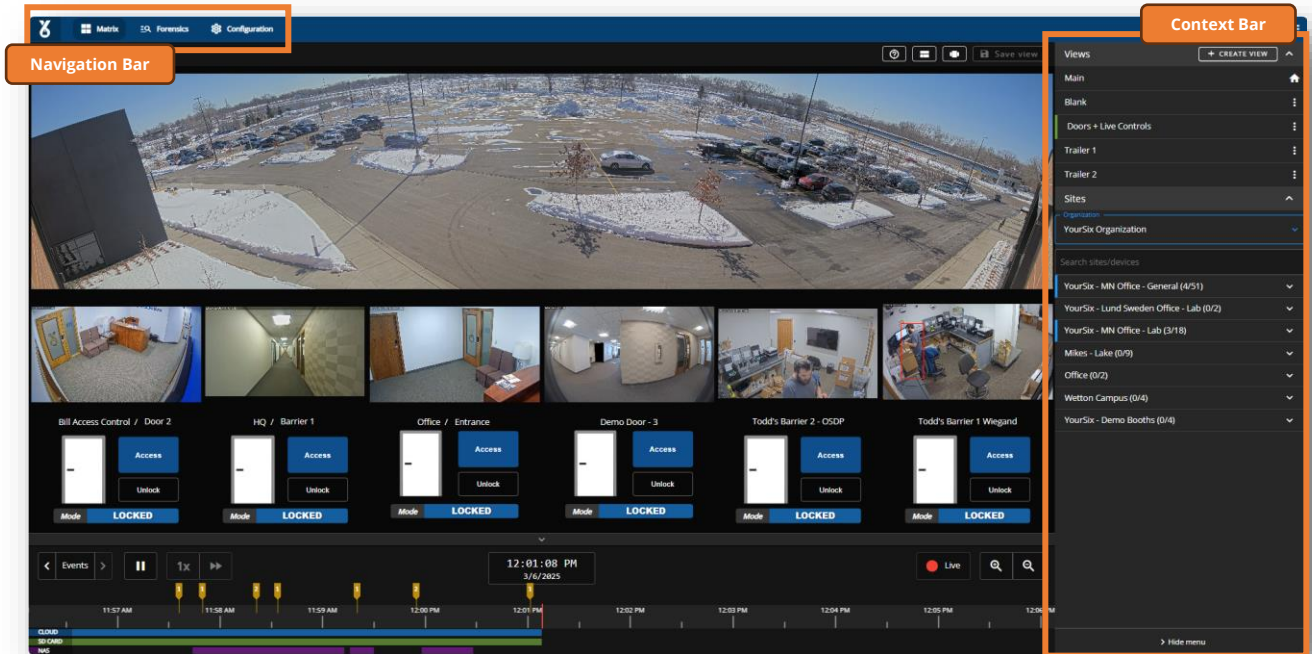 Matrix Forensics Configuration
Context Bar
Navigation Bar
Save view
Views + CREATE VIEW
Main
Blank
Doors + Live Controls
Trailer 1
Trailer 2
Sites
Organization
YourSix Organization
Search sites/devices
YourSix - MN Office - General (4/51)
YourSix - Lund Sweden Office - Lab (0/2)
YourSix - MN Office - Lab (3/18)
Mikes - Lake (0/9)
Office (0/2)
Wetton Campus (0/4)
YourSix - Demo Booths (0/4)
Bill Access Control / Door 2
Access
Unlock
Mode LOCKED
HQ / Barrier 1
Access
Unlock
Mode LOCKED
Office / Entrance
Access
Unlock
Mode LOCKED
Demo Door - 3
Access
Unlock
Mode LOCKED
Todd's Barrier 2 - OSDP
Access
Unlock
Mode LOCKED
Todd's Barrier 1 Wiegand
Access
Unlock
Mode LOCKED
Events 1x
12:01:08 PM
3/6/2025
Live
1 1 2 1 1 2 1
11:57 AM 11:58 AM 11:59 AM 12:00 PM 12:01 PM 12:02 PM 12:03 PM 12:04 PM 12:05 PM
CLOUD
SD CARD
NAS
> Hide menu